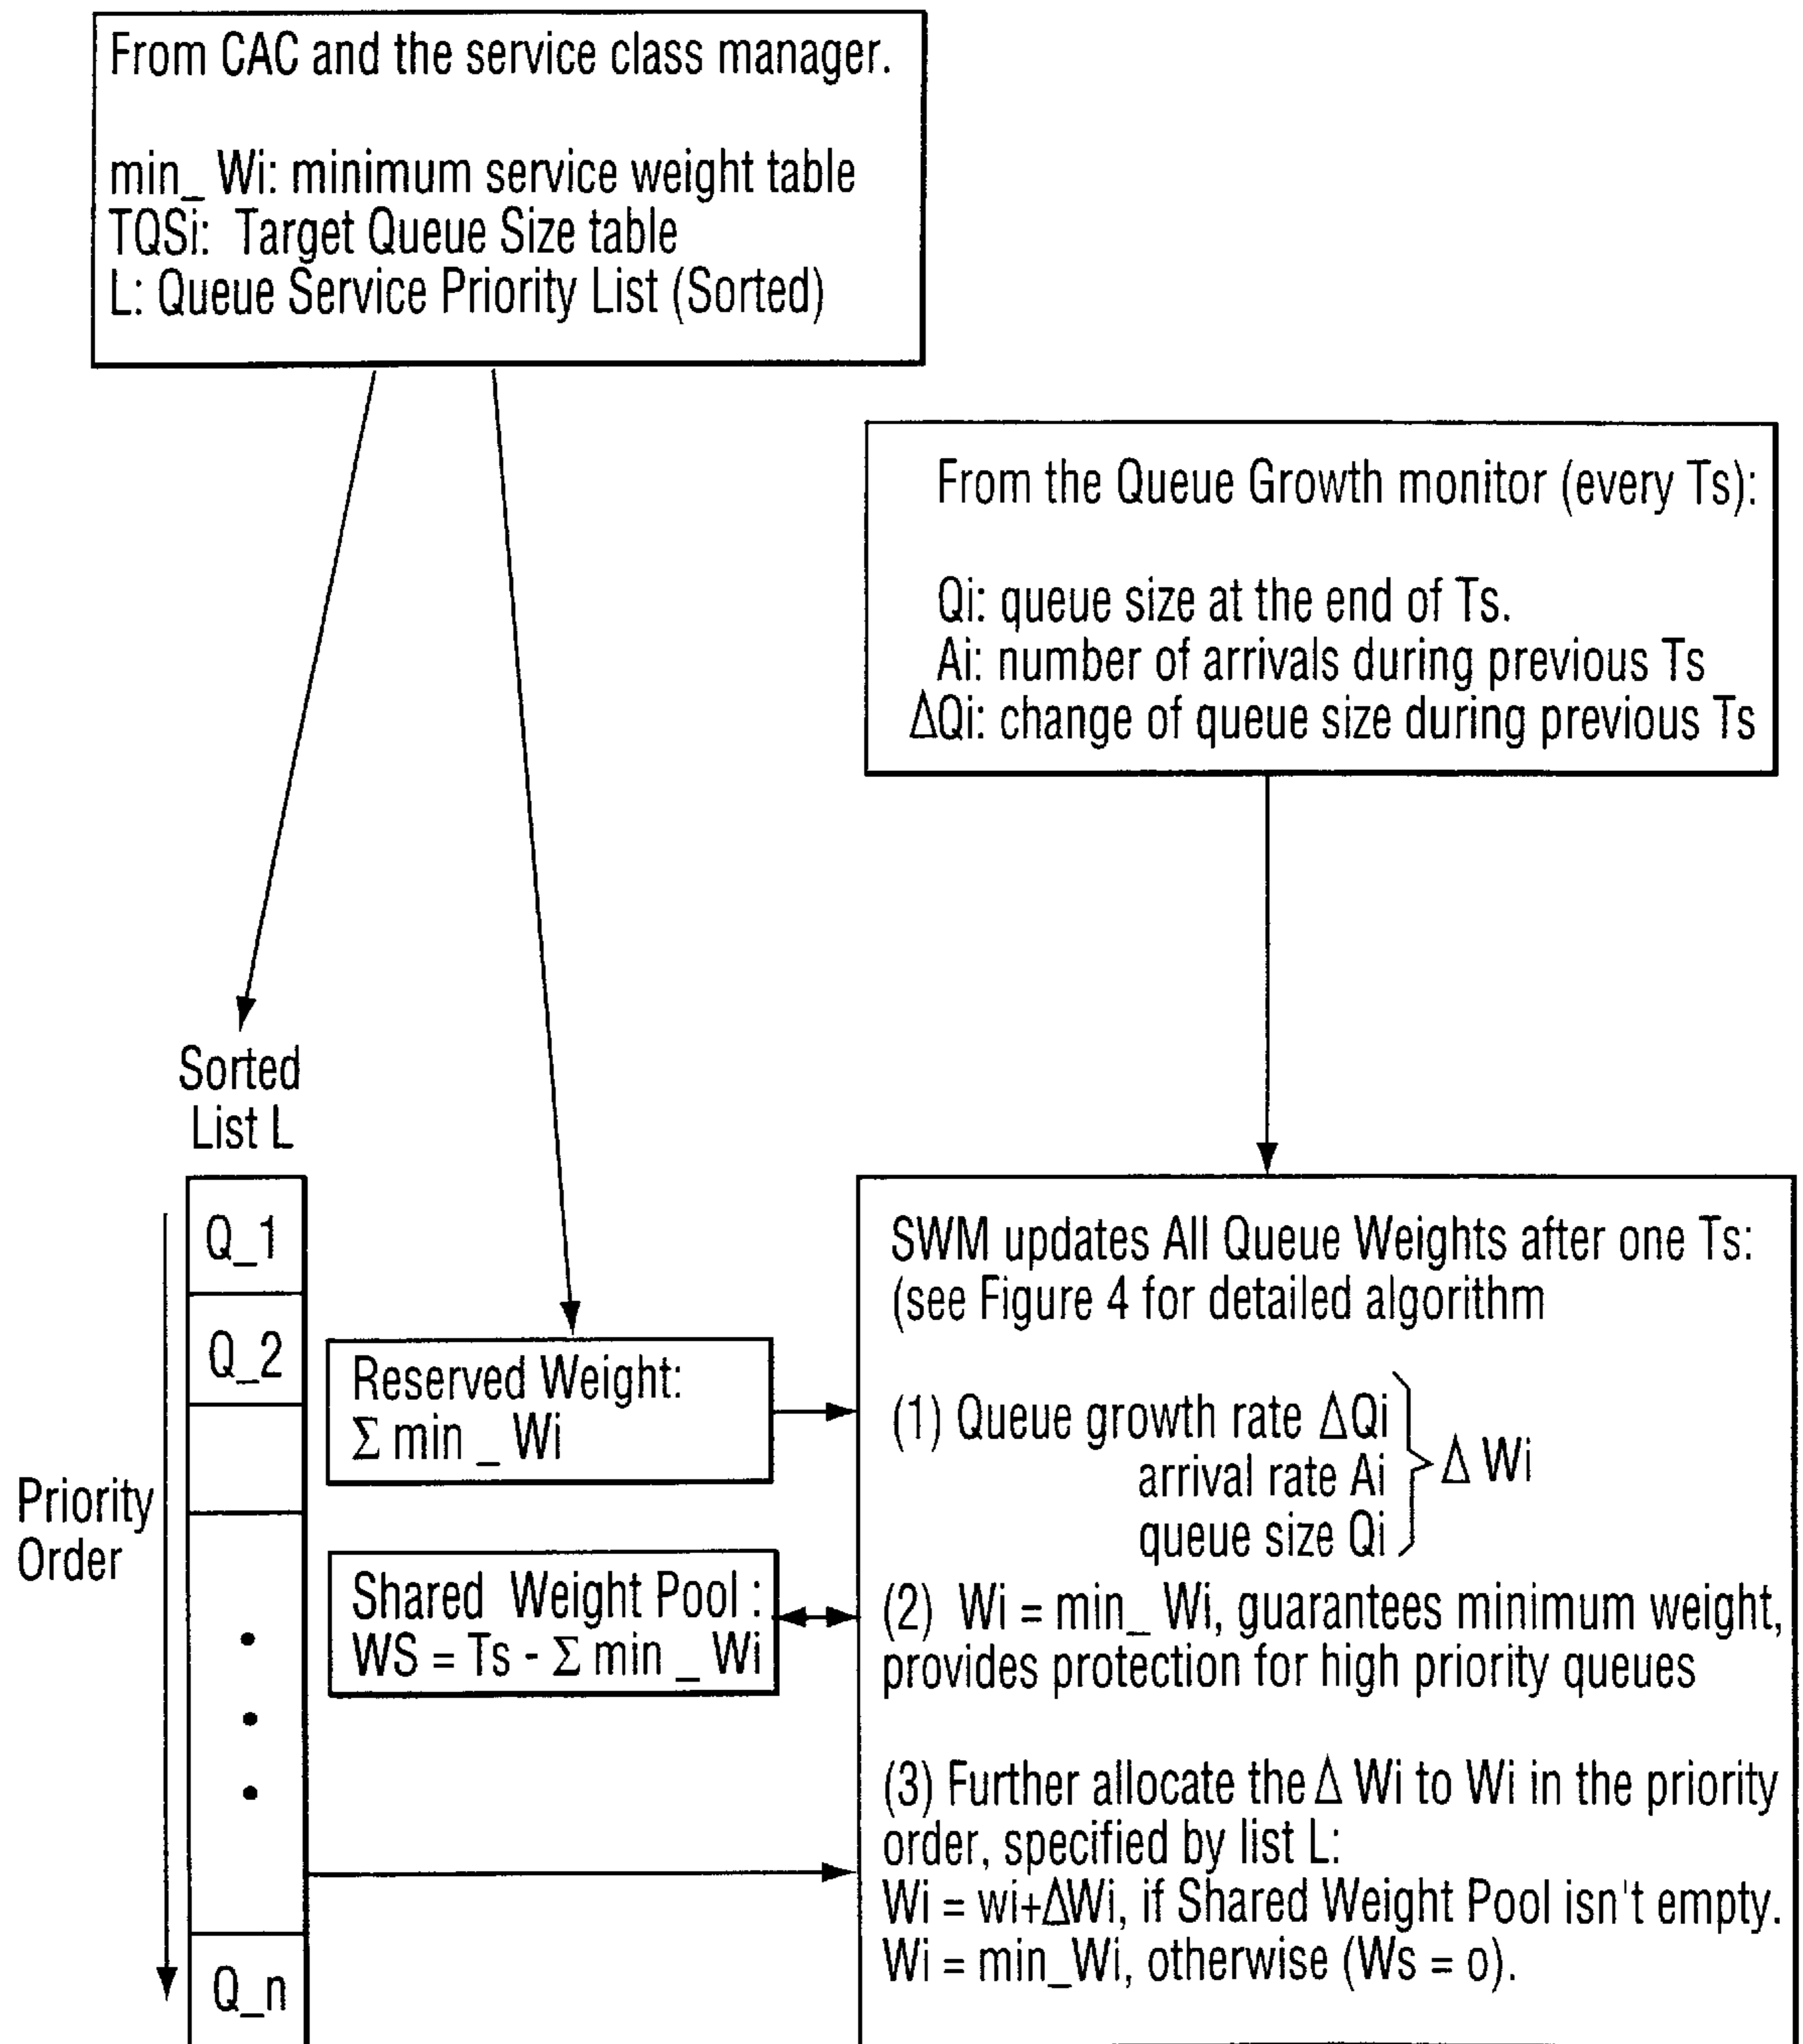 From CAC and the service class manager.
min_ Wi: minimum service weight table
TQSi: Target Queue Size table
L: Queue Service Priority List (Sorted)
From the Queue Growth monitor (every Ts):
Qi: queue size at the end of Ts.
Ai: number of arrivals during previous Ts
ΔQi: change of queue size during previous Ts
Sorted
List L
Q_1
Q_2
Q_n
Priority
Order
Reserved Weight:
Σ min _ Wi
Shared Weight Pool :
WS = Ts - Σ min _ Wi
SWM updates All Queue Weights after one Ts:
(see Figure 4 for detailed algorithm
(1) Queue growth rate ΔQi
arrival rate Ai
queue size Qi
Δ Wi
(2) Wi = min_ Wi, guarantees minimum weight,
provides protection for high priority queues
(3) Further allocate the Δ Wi to Wi in the priority
order, specified by list L:
Wi = wi+ΔWi, if Shared Weight Pool isn't empty.
Wi = min_Wi, otherwise (Ws = o).